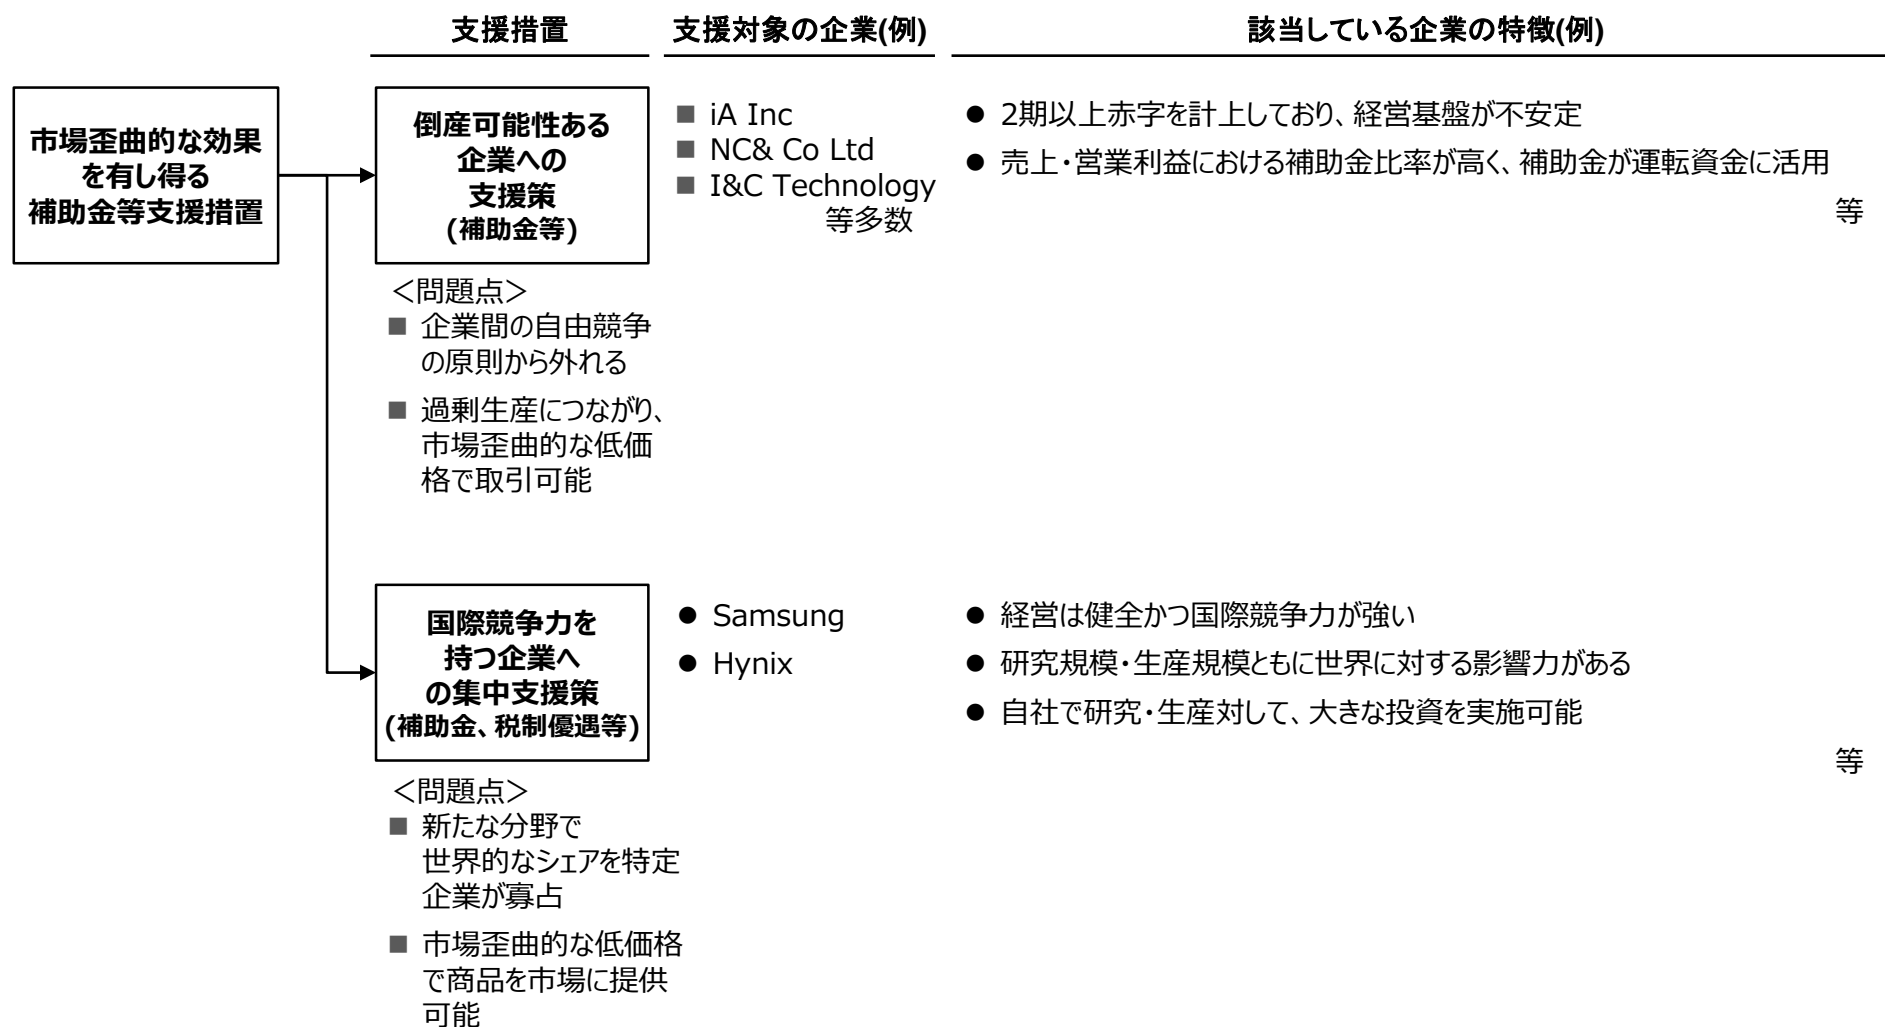 支援措置
支援対象の企業(例)
該当している企業の特徴(例)
市場歪曲的な効果
を有し得る
補助金等支援措置
倒産可能性ある
企業への
支援策
(補助金等)
■ iA Inc
■ NC& Co Ltd
■ I&C Technology
等多数
● 2期以上赤字を計上しており、経営基盤が不安定
● 売上・営業利益における補助金比率が高く、補助金が運転資金に活用
等
＜問題点＞
■ 企業間の自由競争
の原則から外れる
■ 過剰生産につながり、
市場歪曲的な低価
格で取引可能
国際競争力を
持つ企業へ
の集中支援策
(補助金、税制優遇等)
● Samsung
● Hynix
● 経営は健全かつ国際競争力が強い
● 研究規模・生産規模ともに世界に対する影響力がある
● 自社で研究・生産対して、大きな投資を実施可能
等
＜問題点＞
■ 新たな分野で
世界的なシェアを特定
企業が寡占
■ 市場歪曲的な低価格
で商品を市場に提供
可能